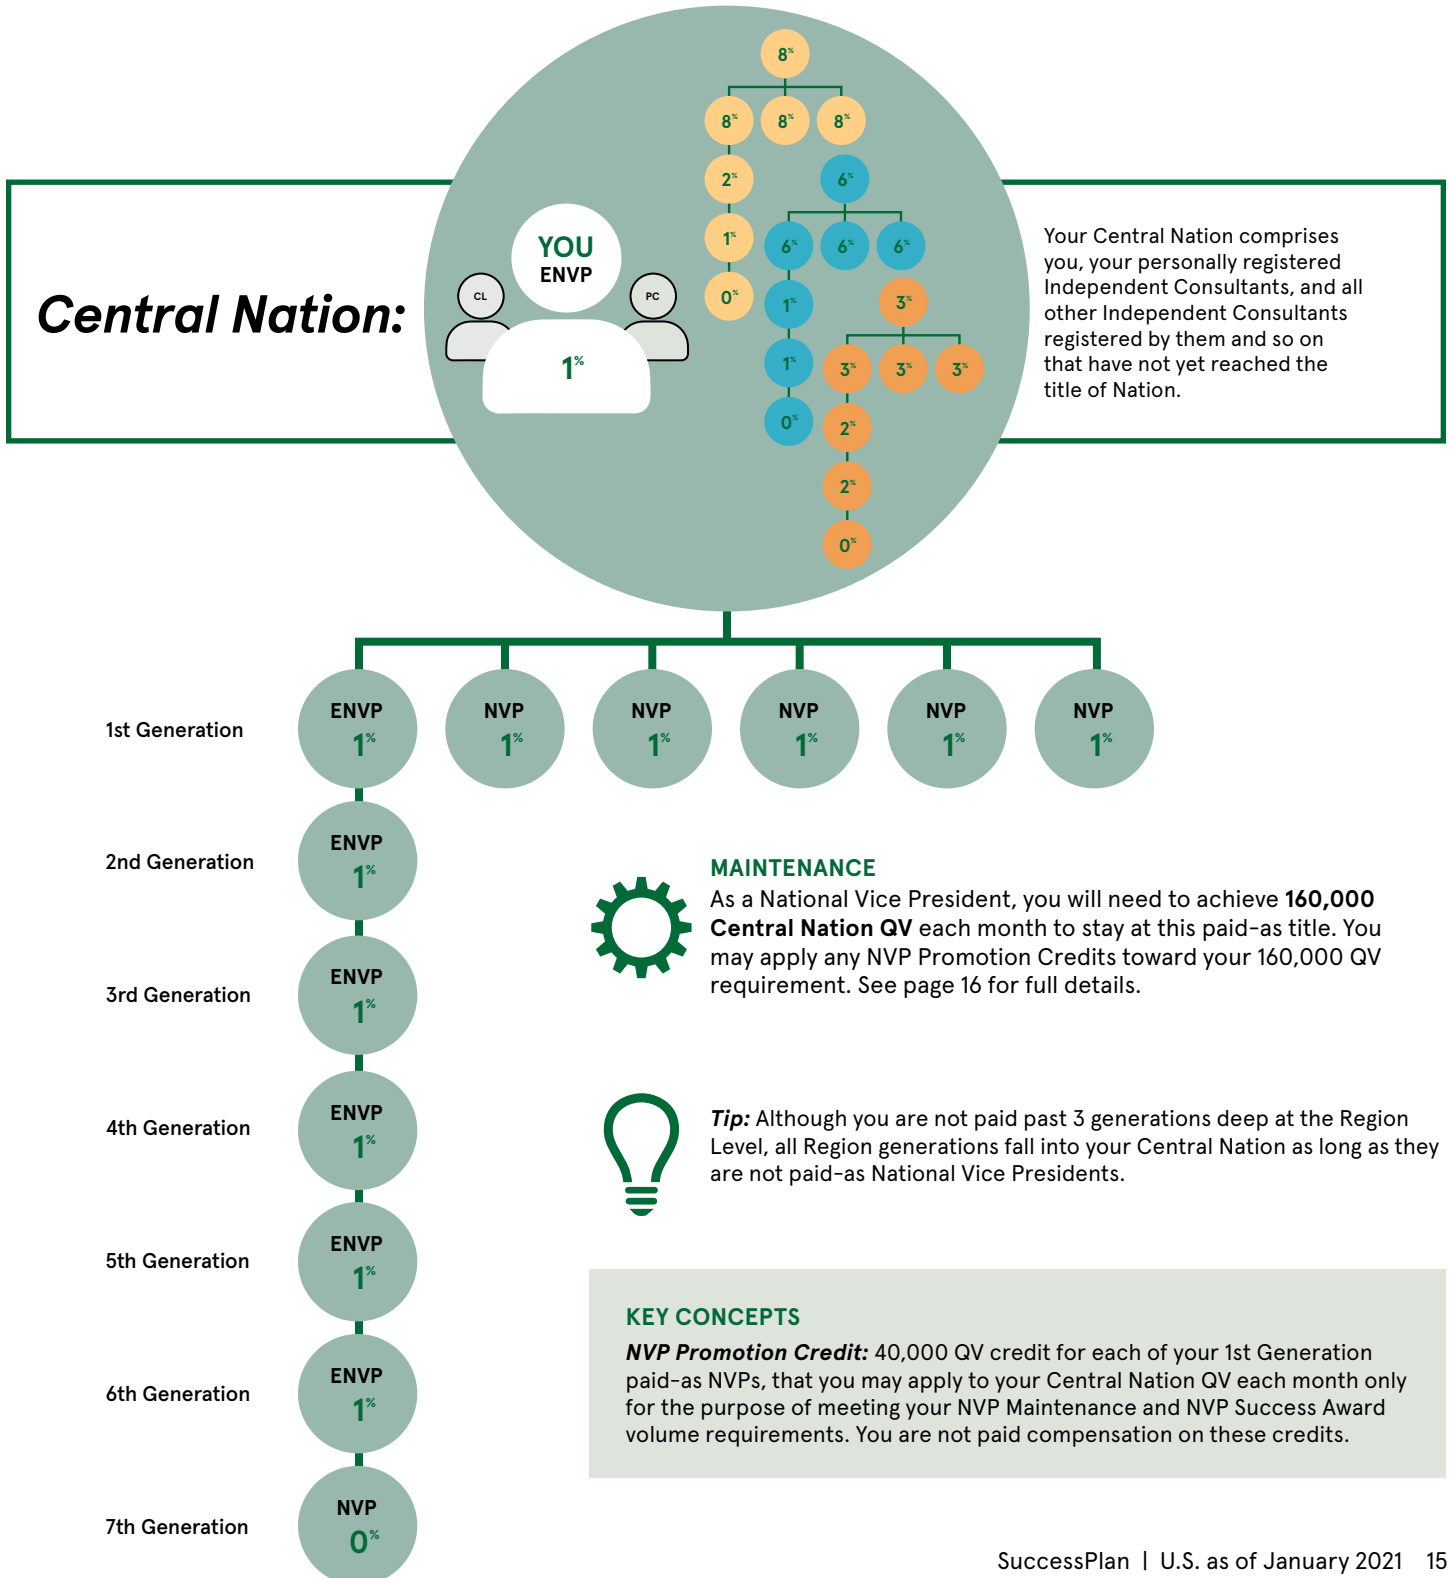 8%
8% 8% 8%
2%
6%
1%
6% 6% 6%
0%
1%
3%
1%
3% 3% 3%
0%
2%
2%
0%
YOU
ENVP
CL
PC
1%
Central Nation:
Your Central Nation comprises
you, your personally registered
Independent Consultants, and all
other Independent Consultants
registered by them and so on
that have not yet reached the
title of Nation.
1st Generation
ENVP
1%
NVP
1%
NVP
1%
NVP
1%
NVP
1%
NVP
1%
2nd Generation
ENVP
1%
3rd Generation
ENVP
1%
4th Generation
ENVP
1%
5th Generation
ENVP
1%
6th Generation
ENVP
1%
7th Generation
NVP
0%
MAINTENANCE
As a National Vice President, you will need to achieve 160,000
Central Nation QV each month to stay at this paid-as title. You
may apply any NVP Promotion Credits toward your 160,000 QV
requirement. See page 16 for full details.
Tip: Although you are not paid past 3 generations deep at the Region
Level, all Region generations fall into your Central Nation as long as they
are not paid-as National Vice Presidents.
KEY CONCEPTS
NVP Promotion Credit: 40,000 QV credit for each of your 1st Generation
paid-as NVPs, that you may apply to your Central Nation QV each month only
for the purpose of meeting your NVP Maintenance and NVP Success Award
volume requirements. You are not paid compensation on these credits.
SuccessPlan | U.S. as of January 2021 15